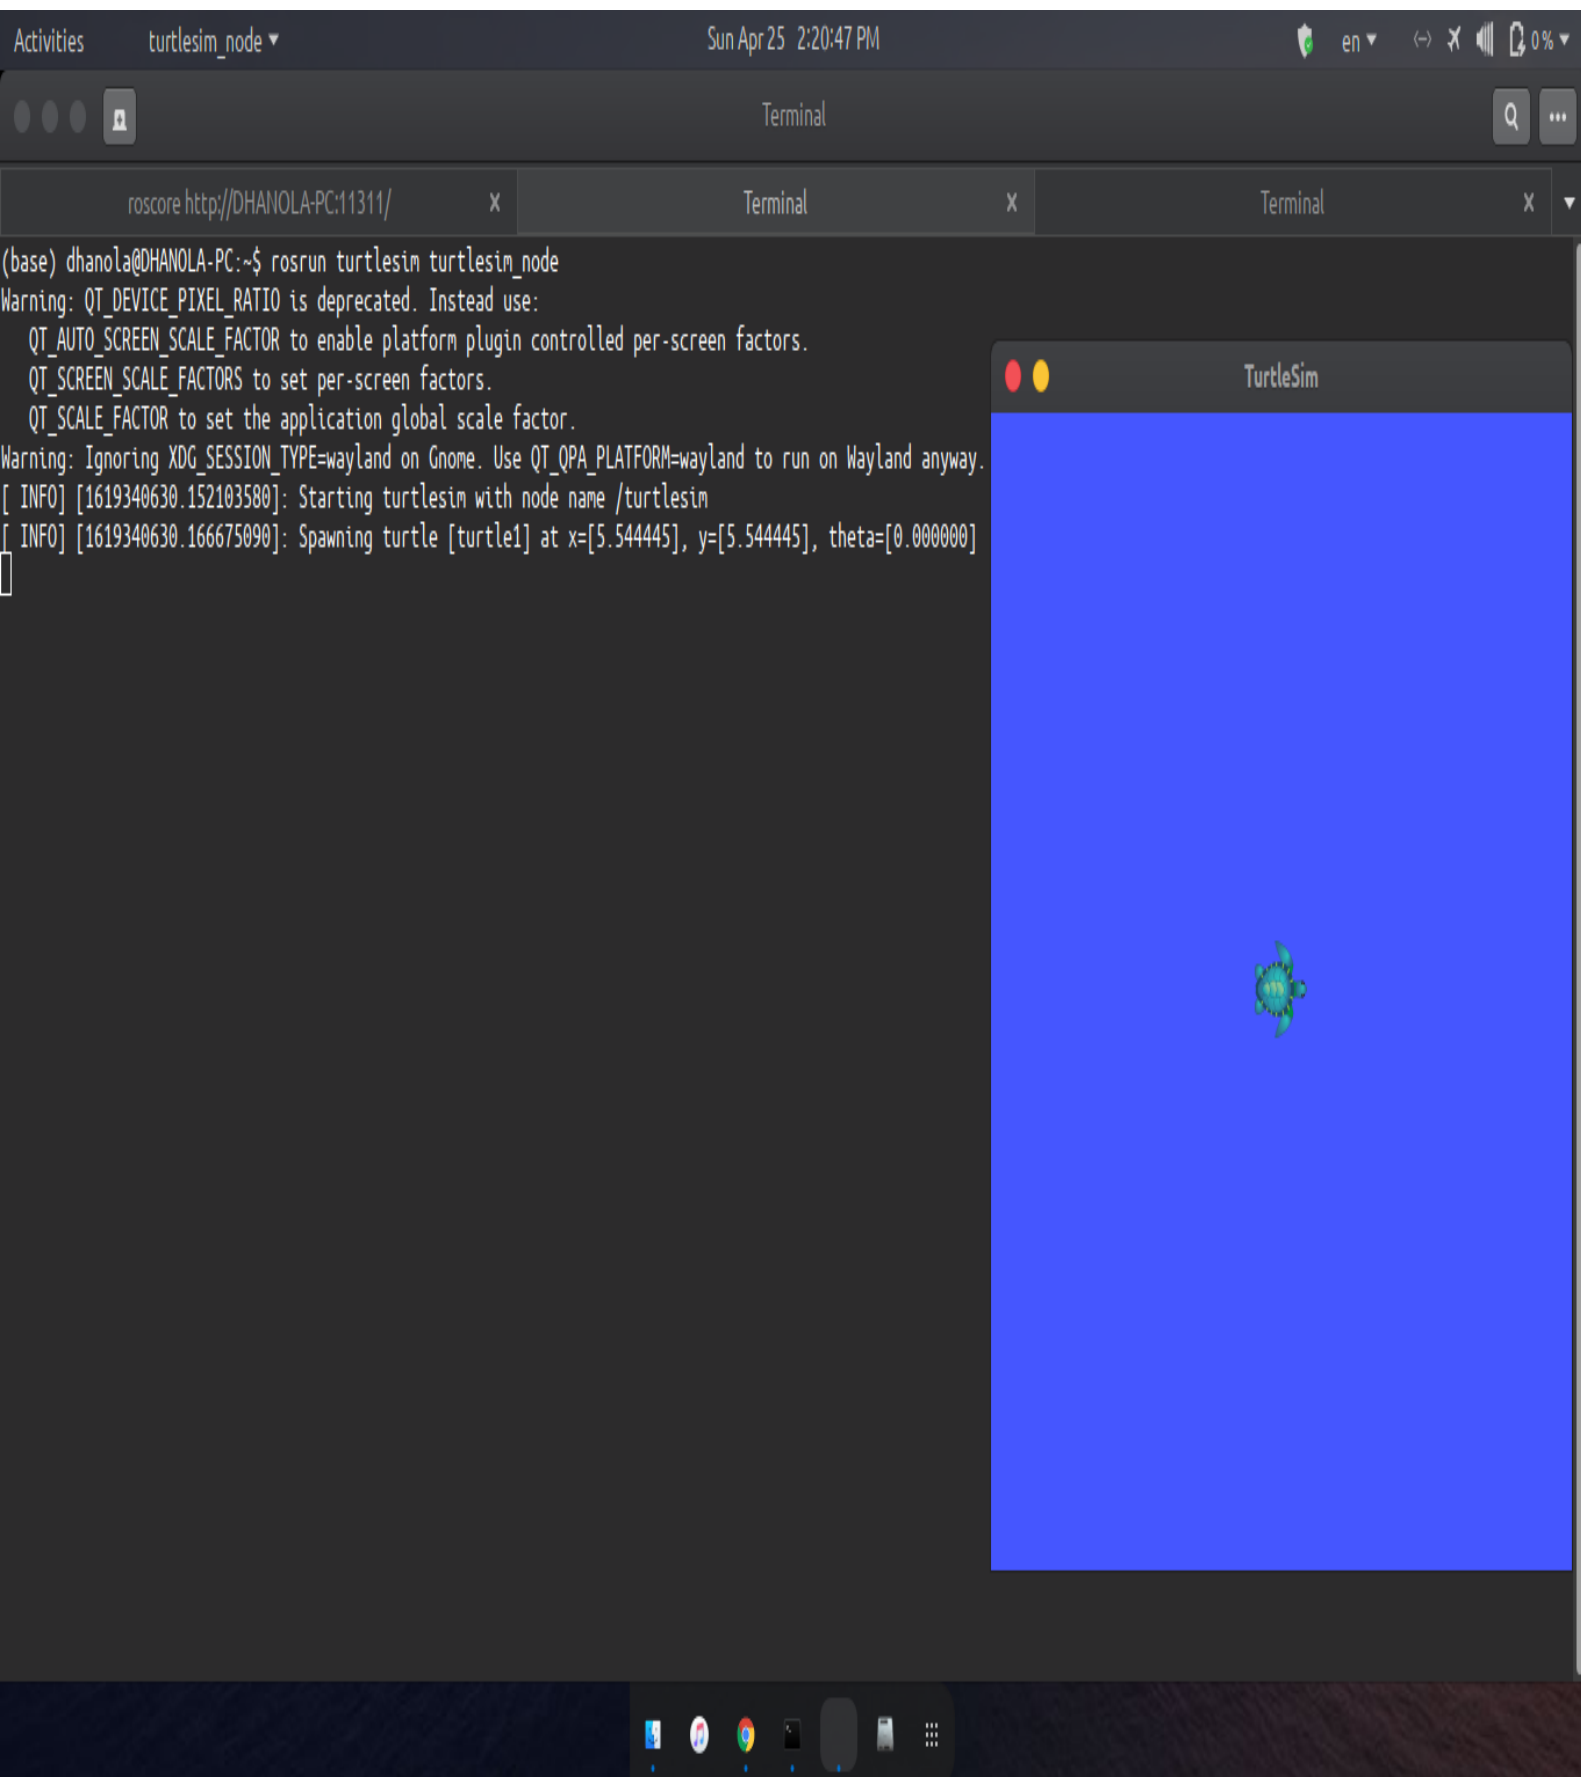 Activities turtlesim_node Sun Apr 25 2:20:47 PM en 0 %
Terminal
roscore http://DHANOLA-PC:11311/ Terminal Terminal
(base) dhanola@DHANOLA-PC:~$ rosrun turtlesim turtlesim_node
Warning: QT_DEVICE_PIXEL_RATIO is deprecated. Instead use:
   QT_AUTO_SCREEN_SCALE_FACTOR to enable platform plugin controlled per-screen factors.
   QT_SCREEN_SCALE_FACTORS to set per-screen factors.
   QT_SCALE_FACTOR to set the application global scale factor.
Warning: Ignoring XDG_SESSION_TYPE=wayland on Gnome. Use QT_QPA_PLATFORM=wayland to run on Wayland anyway.
[ INFO] [1619340630.152103580]: Starting turtlesim with node name /turtlesim
[ INFO] [1619340630.166675090]: Spawning turtle [turtle1] at x=[5.544445], y=[5.544445], theta=[0.000000]
TurtleSim